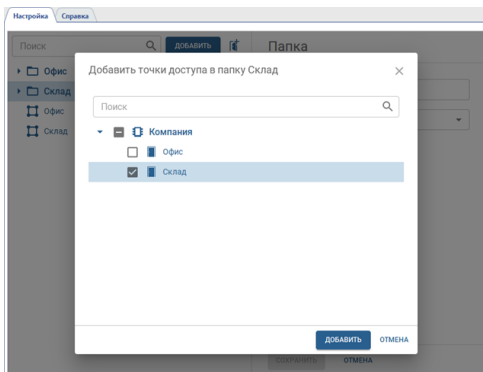 Настройка Справка
Поиск ДОБАВИТЬ Папка
Офис
Склад
Офис
Склад
Добавить точки доступа в папку Склад
Поиск
Компания
Офис
Склад
ДОБАВИТЬ ОТМЕНА
СОХРАНИТЬ ОТМЕНА